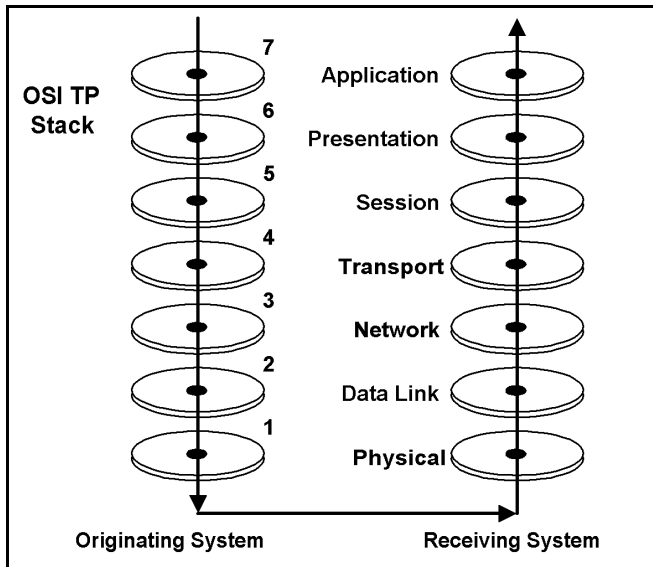 7
Application
OSI TP
Stack
6
Presentation
5
Session
4
Transport
3
Network
2
Data Link
1
Physical
Originating System
Receiving System